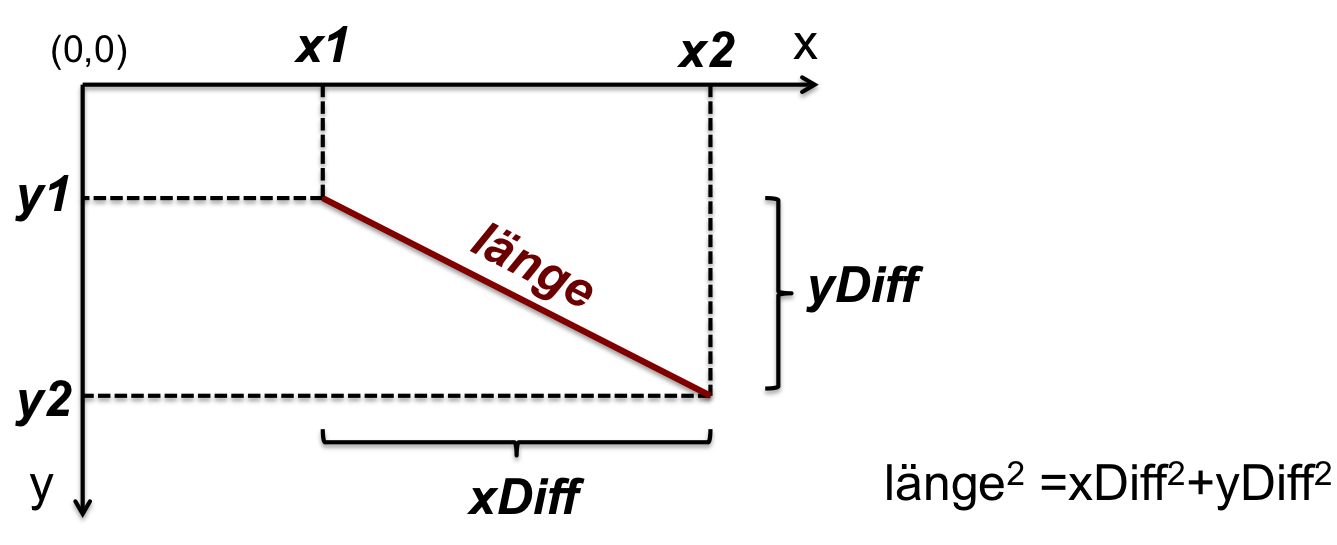 (0,0)
x1
x2
x
y1
länge
yDiff
y2
y
xDiff
länge² =xDiff²+yDiff²